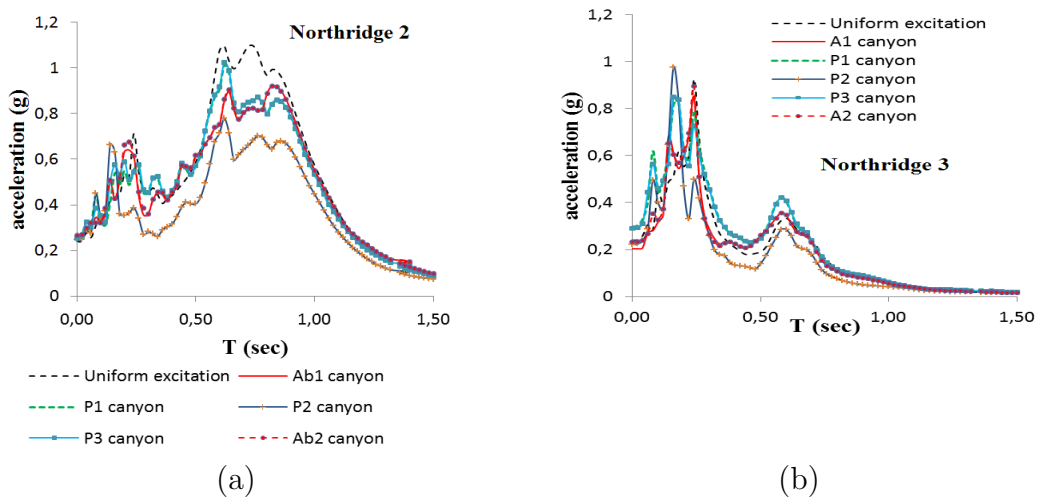 Northridge 2
acceleration (g)
1,2
1
0,8
0,6
0,4
0,2
0
0,00
0,50
1,00
1,50
T (sec)
Uniform excitation
Ab1 canyon
P1 canyon
P2 canyon
P3 canyon
Ab2 canyon
(a)
Uniform excitation
A1 canyon
P1 canyon
P2 canyon
P3 canyon
A2 canyon
Northridge 3
acceleration (g)
1,2
1
0,8
0,6
0,4
0,2
0
0,00
0,50
1,00
1,50
T (sec)
(b)